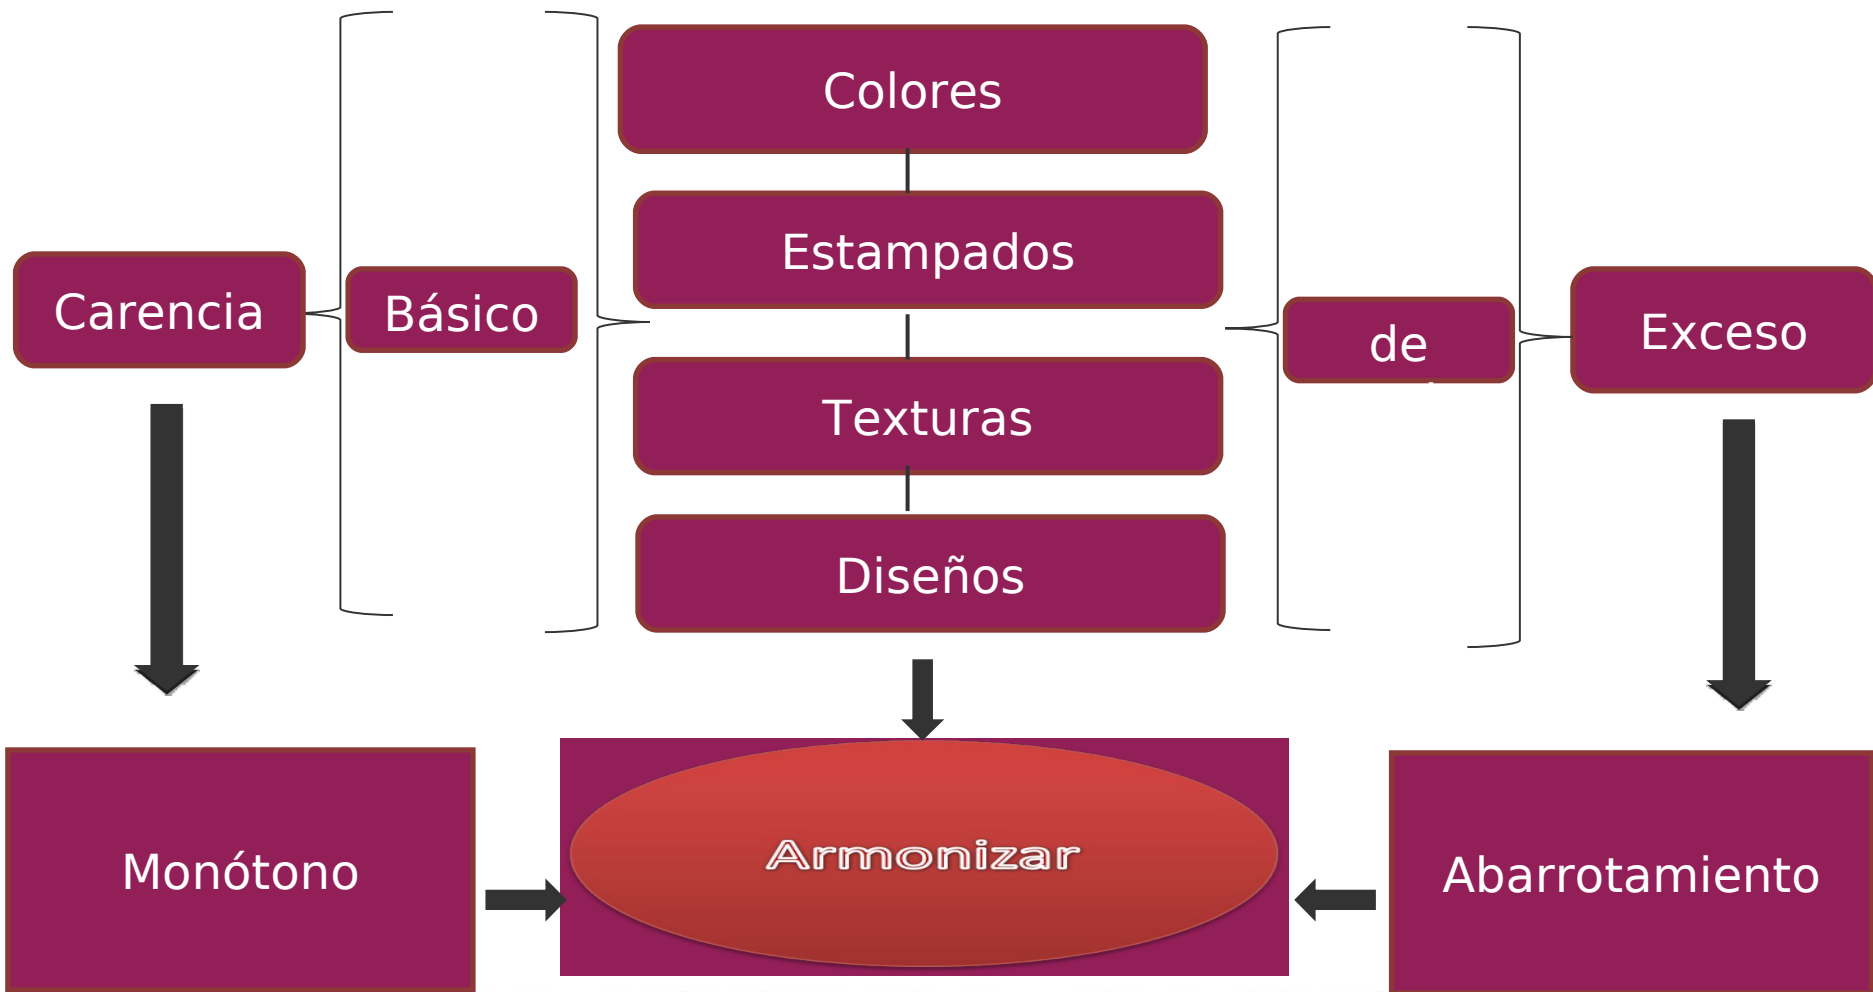 Colores
Estampados
Carencia
Básico
de
Exceso
Texturas
Diseños
Monótono
Armonizar
Abarrotamiento